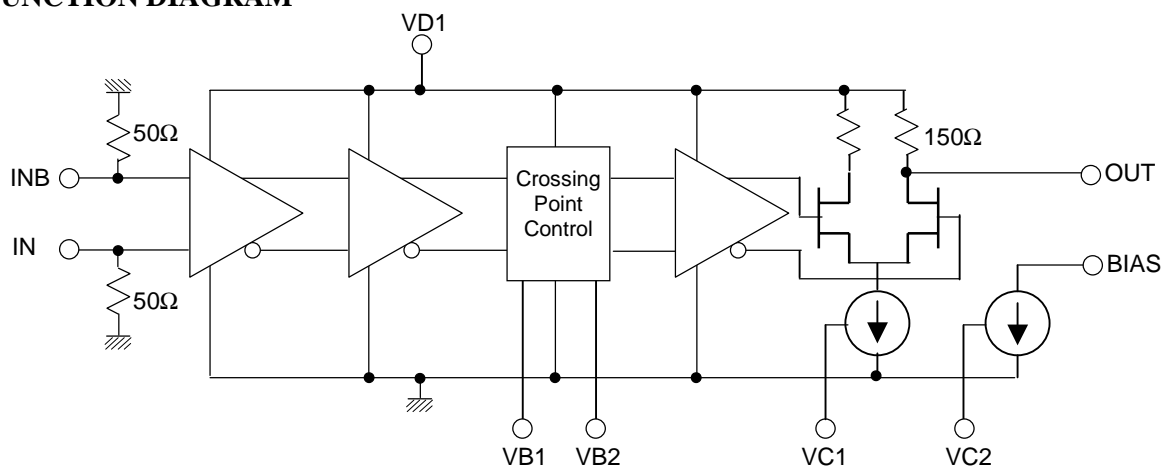 UNCTION DIAGRAM
VD1
50Ω
150Ω
INB
Crossing
Point
Control
OUT
IN
BIAS
50Ω
VB1
VB2
VC1
VC2